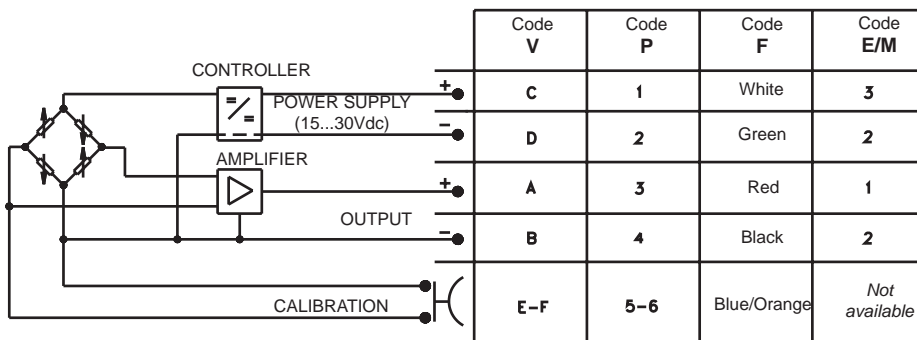 Code V Code P Code F Code E/M
CONTROLLER
POWER SUPPLY
(15...30Vdc)
+ C 1 White 3
- D 2 Green 2
AMPLIFIER
+ A 3 Red 1
OUTPUT
- B 4 Black 2
CALIBRATION
E-F 5-6 Blue/Orange Not available